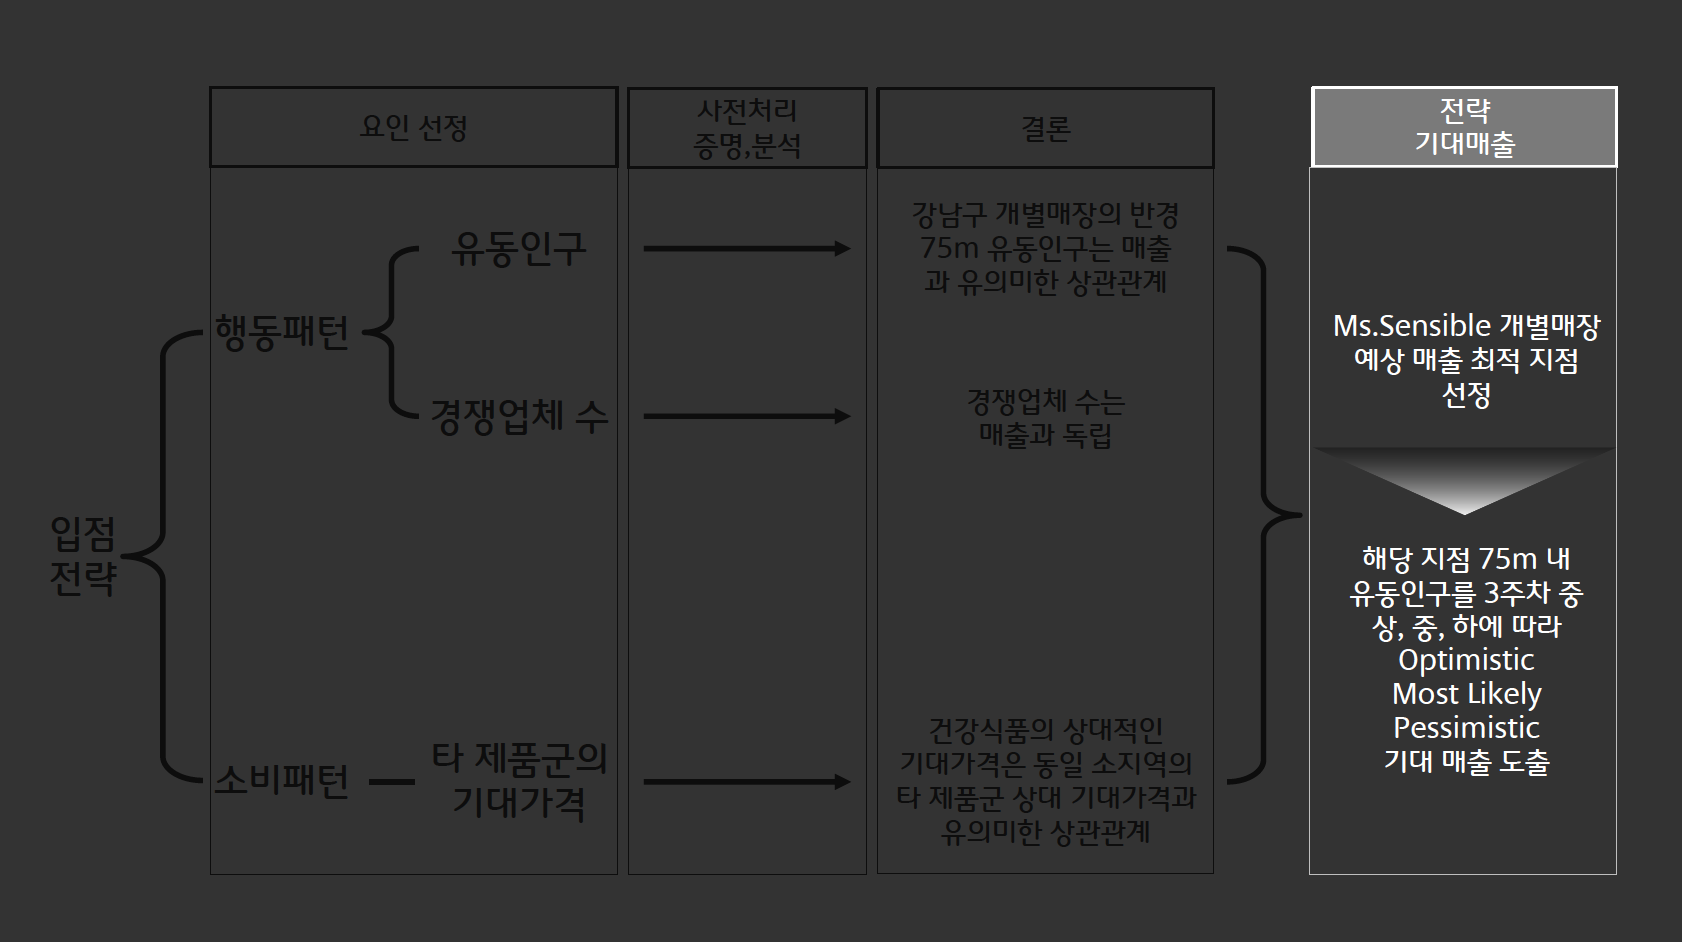 요인 선정
사전처리
증명,분석
결론
전략
기대매출
입점
전략
행동패턴
유동인구
강남구 개별매장의 반경
75m 유동인구는 매출
과 유의미한 상관관계
경쟁업체 수
경쟁업체 수는
매출과 독립
소비패턴
타 제품군의
기대가격
건강식품의 상대적인
기대가격은 동일 소지역의
타 제품군 상대 기대가격과
유의미한 상관관계
Ms.Sensible 개별매장
예상 매출 최적 지점
선정
해당 지점 75m 내
유동인구를 3주차 중
상, 중, 하에 따라
Optimistic
Most Likely
Pessimistic
기대 매출 도출